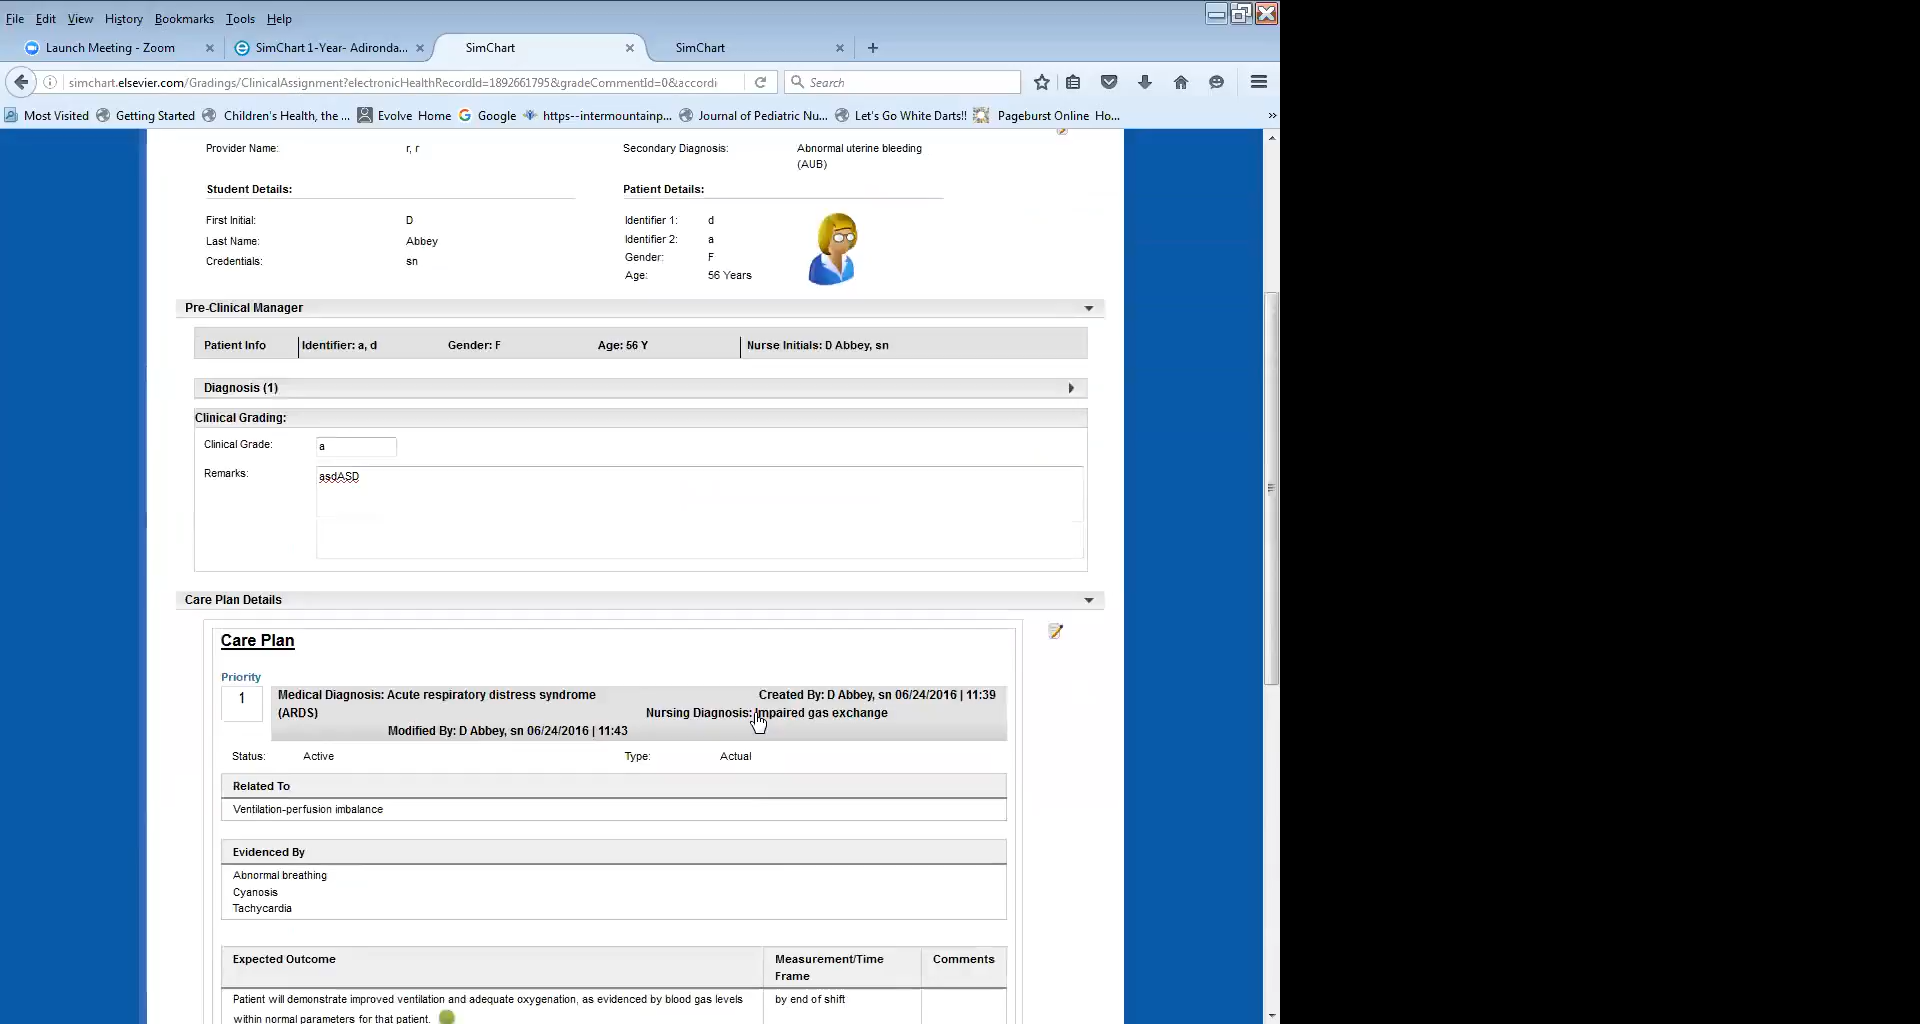 File Edit View History Bookmarks Tools Help
Launch Meeting - Zoom SimChart 1-Year- Adironda... SimChart SimChart
simchart.elsevier.com/Gradings/ClinicalAssignment?electronicHealthRecordId=1892661795&gradeCommentId=0&accordi Search
Most Visited Getting Started Children's Health, the ... Evolve Home Google https--intermountainp... Journal of Pediatric Nu... Let's Go White Darts!! Pageburst Online Ho... »
Provider Name: r, r Secondary Diagnosis: Abnormal uterine bleeding
(AUB)
Student Details: Patient Details:
First Initial: D Identifier 1: d
Last Name: Abbey Identifier 2: a
Credentials: sn Gender: F
Age: 56 Years
Pre-Clinical Manager
Patient Info Identifier: a, d Gender: F Age: 56 Y Nurse Initials: D Abbey, sn
Diagnosis (1)
Clinical Grading:
Clinical Grade: a
Remarks: asdASD
Care Plan Details
Care Plan
Priority
1 Medical Diagnosis: Acute respiratory distress syndrome Created By: D Abbey, sn 06/24/2016 | 11:39
(ARDS) Nursing Diagnosis: Impaired gas exchange
Modified By: D Abbey, sn 06/24/2016 | 11:43
Status: Active Type: Actual
Related To
Ventilation-perfusion imbalance
Evidenced By
Abnormal breathing
Cyanosis
Tachycardia
Expected Outcome Measurement/Time Comments
Frame
Patient will demonstrate improved ventilation and adequate oxygenation, as evidenced by blood gas levels by end of shift
within normal parameters for that patient.